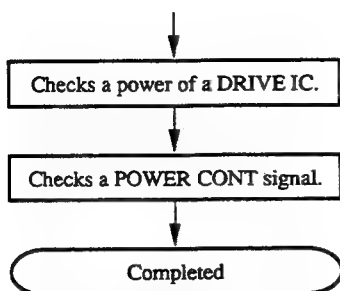 Checks a power of a DRIVE IC.
Checks a POWER CONT signal.
Completed